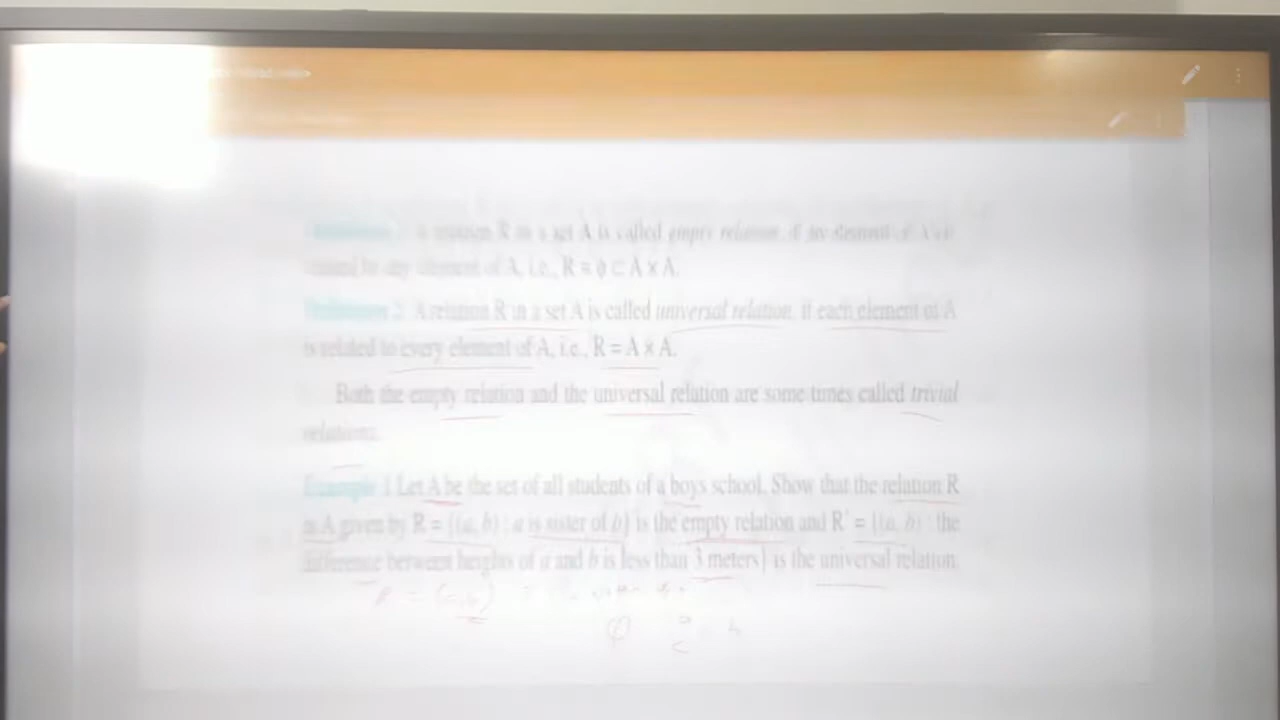 A relation R in a set A is called empty relation, if no element of A is
related to any element of A, i.e., R = ϕ ⊂ A × A.
Definition 2 A relation R in a set A is called universal relation, if each element of A
is related to every element of A, i.e., R = A × A.
Both the empty relation and the universal relation are some times called trivial
relations.
Example 1 Let A be the set of all students of a boys school. Show that the relation R
in A given by R = {(a, b) : a is sister of b} is the empty relation and R′ = {(a, b) : the
difference between heights of a and b is less than 3 meters} is the universal relation.
R = (a,b)